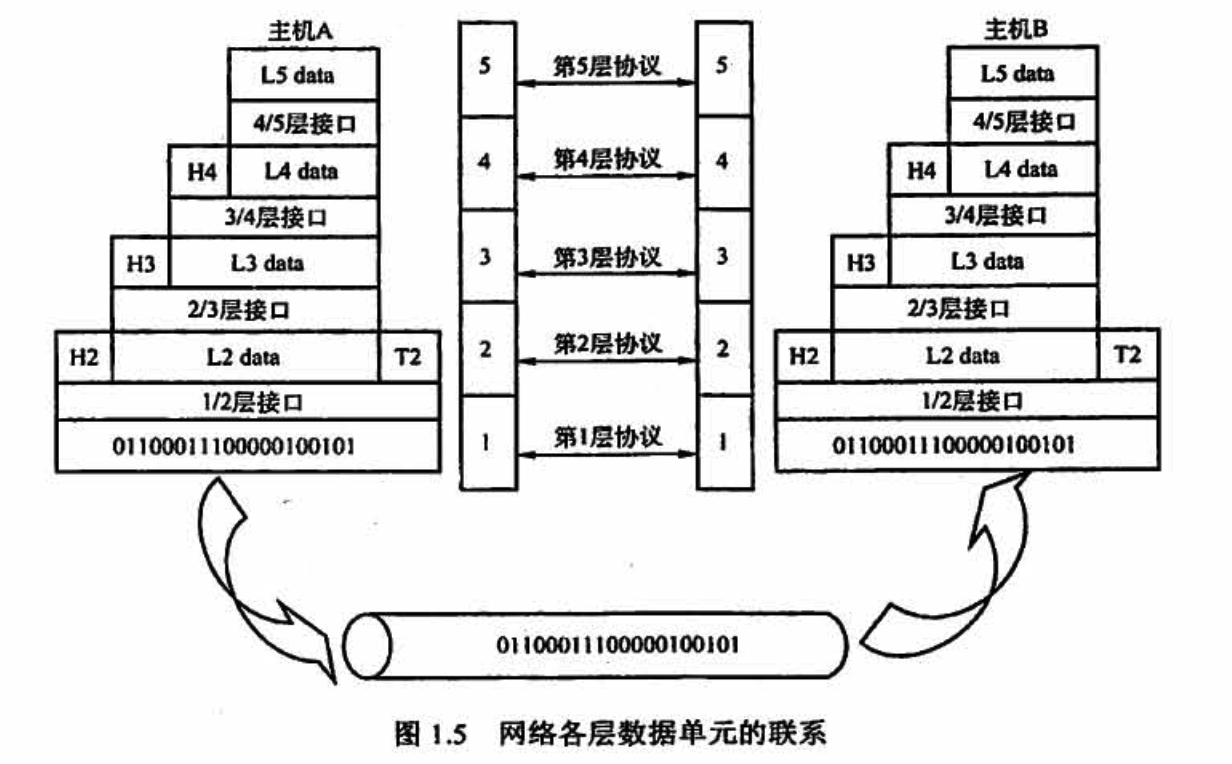 主机A
L5 data
4/5层接口
H4 L4 data
3/4层接口
H3 L3 data
2/3层接口
H2 L2 data T2
1/2层接口
01100011100000100101
5 第5层协议 5
4 第4层协议 4
3 第3层协议 3
2 第2层协议 2
1 第1层协议 1
主机B
L5 data
4/5层接口
H4 L4 data
3/4层接口
H3 L3 data
2/3层接口
H2 L2 data T2
1/2层接口
01100011100000100101
01100011100000100101
图 1.5 网络各层数据单元的联系